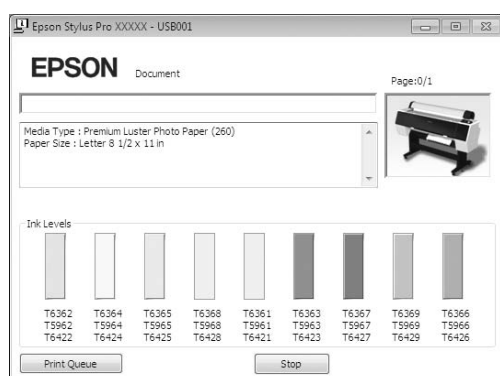 Epson Stylus Pro XXXXX - USB001
EPSON
Document
Page:0/1
Media Type : Premium Luster Photo Paper (260)
Paper Size : Letter 8 1/2 x 11 in
Ink Levels
T6362 T6364 T6365 T6368 T6361 T6363 T6367 T6369 T6366
T5962 T5964 T5965 T5968 T5961 T5963 T5967 T5969 T5966
T6422 T6424 T6425 T6428 T6421 T6423 T6427 T6429 T6426
Print Queue
Stop